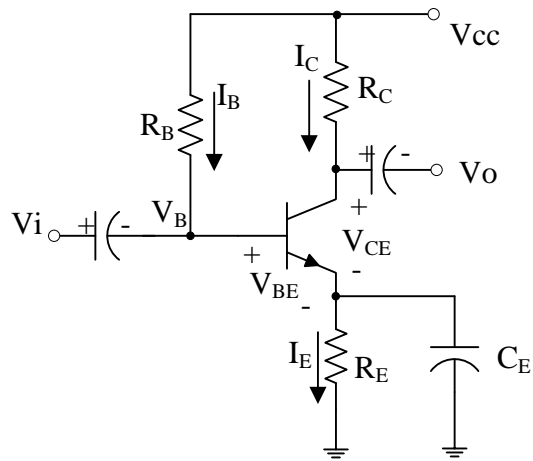 Vcc
I_C
R_C
I_B
R_B
+ -
Vo
Vi
+ -
V_B
+
V_CE
-
+
V_BE
-
I_E
R_E
C_E